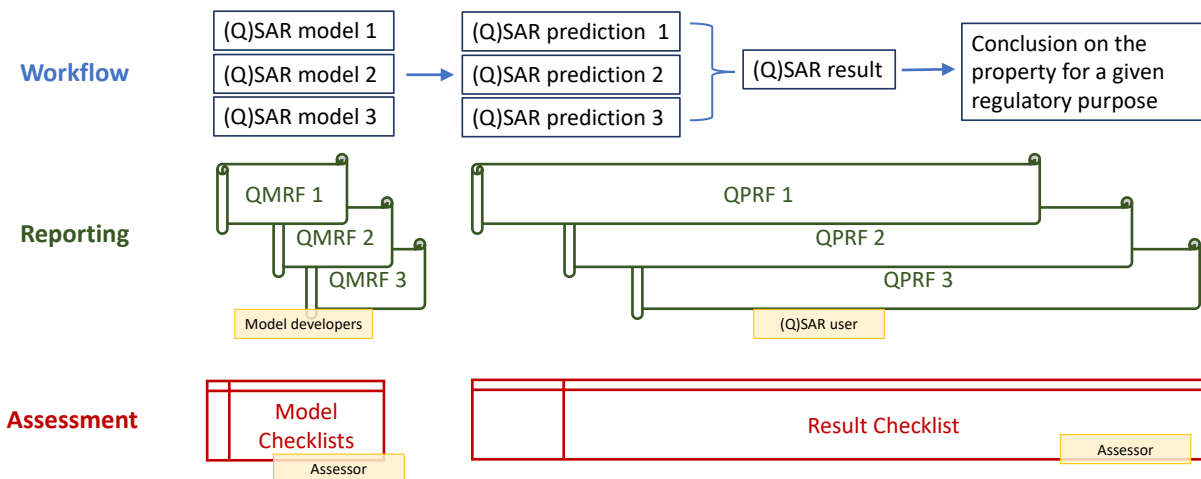 (Q)SAR model 1
(Q)SAR prediction 1
Workflow
(Q)SAR model 2
(Q)SAR prediction 2
(Q)SAR result
Conclusion on the
property for a given
regulatory purpose
(Q)SAR model 3
(Q)SAR prediction 3
Reporting
QMRF 1
QMRF 2
QMRF 3
Model developers
QPRF 1
QPRF 2
QPRF 3
(Q)SAR user
Assessment
Model
Checklists
Assessor
Result Checklist
Assessor